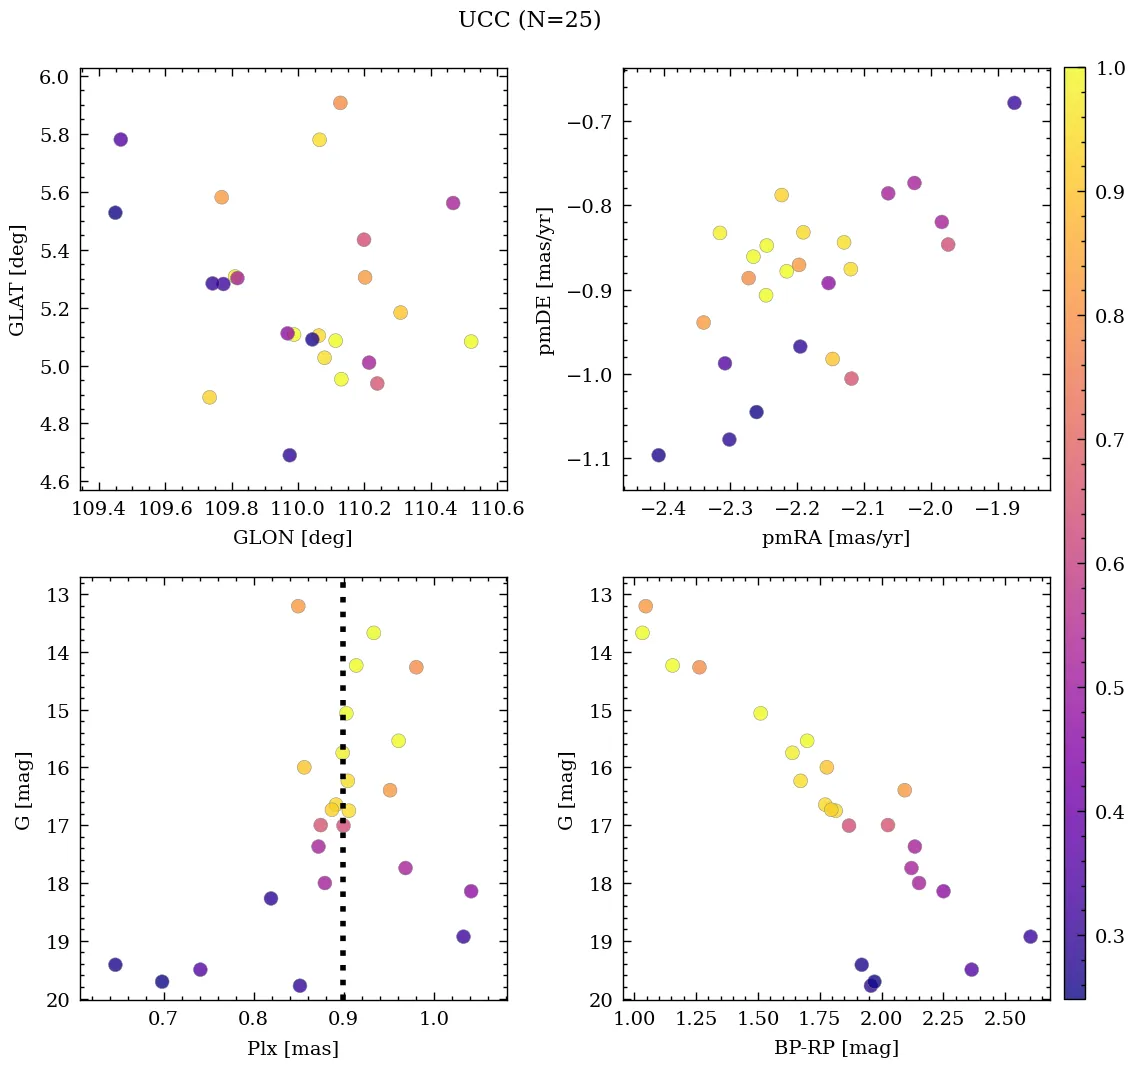 UCC (N=25)
6.0
5.8
5.6
5.4
5.2
5.0
4.8
4.6
GLAT [deg]
109.4 109.6 109.8 110.0 110.2 110.4 110.6
GLON [deg]
−0.7
−0.8
−0.9
−1.0
−1.1
pmDE [mas/yr]
−2.4 −2.3 −2.2 −2.1 −2.0 −1.9
pmRA [mas/yr]
13
14
15
16
17
18
19
20
G [mag]
0.7 0.8 0.9 1.0
Plx [mas]
13
14
15
16
17
18
19
20
G [mag]
1.00 1.25 1.50 1.75 2.00 2.25 2.50
BP-RP [mag]
1.0
0.9
0.8
0.7
0.6
0.5
0.4
0.3